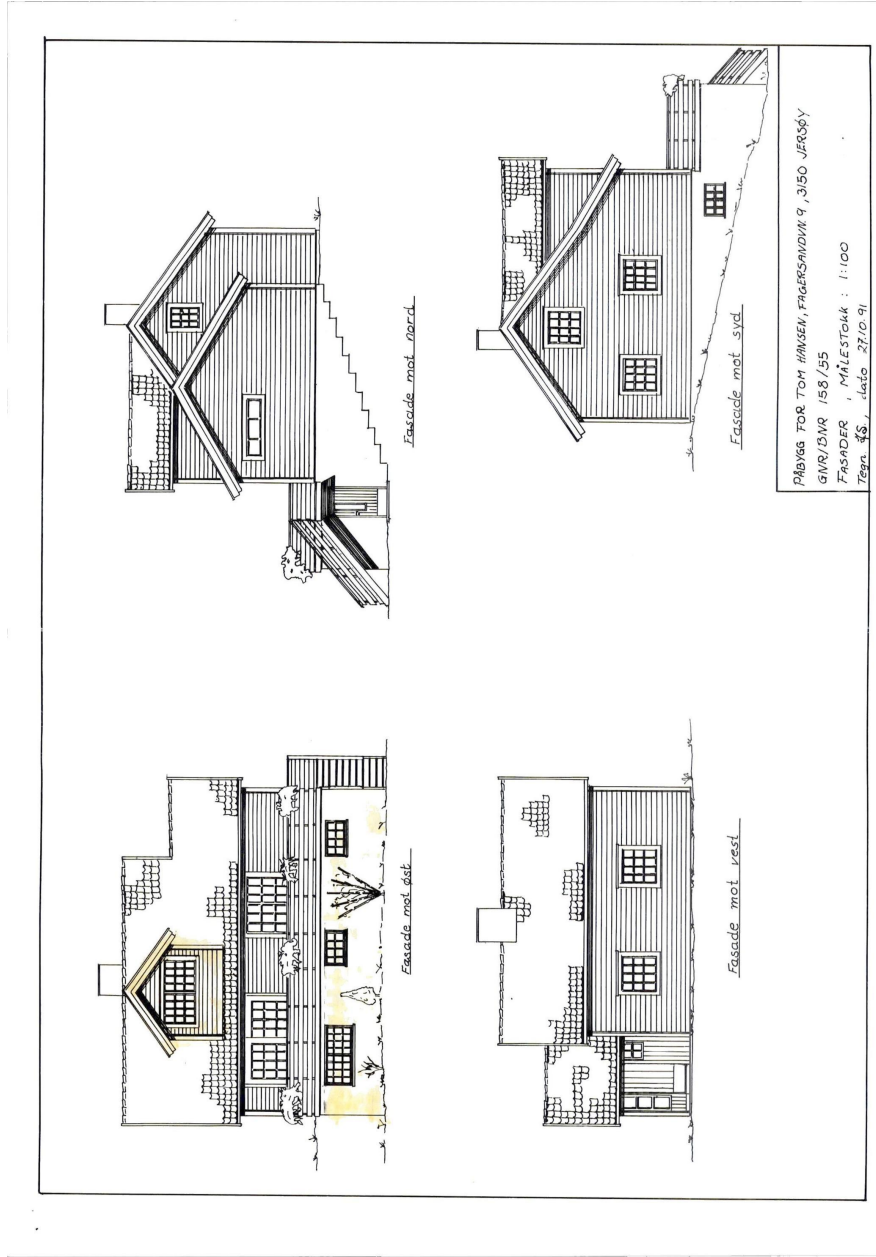 Fasade mot øst
Fasade mot nord
Fasade mot vest
Fasade mot syd
PÅBYGG FOR TOM HANSEN, FAGERSANDVN. 9, 3150 JERSØY
GNR/BNR 158/55
FASADER , MÅLESTOKK : 1:100
Tegn. , dato 27.10.91